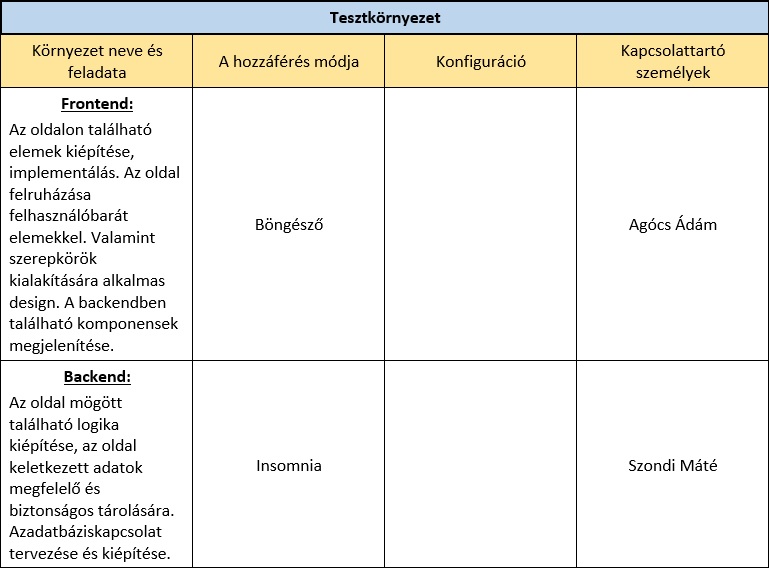 Tesztkörnyezet
Környezet neve és
feladata
A hozzáférés módja
Konfiguráció
Kapcsolattartó
személyek
Frontend:
Az oldalon található
elemek kiépítése,
implementálás. Az oldal
felruházása
felhasználóbarát
elemekkel. Valamint
szerepkörök
kialakítására alkalmas
design. A backendben
található komponensek
megjelenítése.
Böngésző
Agócs Ádám
Backend:
Az oldal mögött
található logika
kiépítése, az oldal
keletkezett adatok
megfelelő és
biztonságos tárolására.
Azadatbáziskapcsolat
tervezése és kiépítése.
Insomnia
Szondi Máté